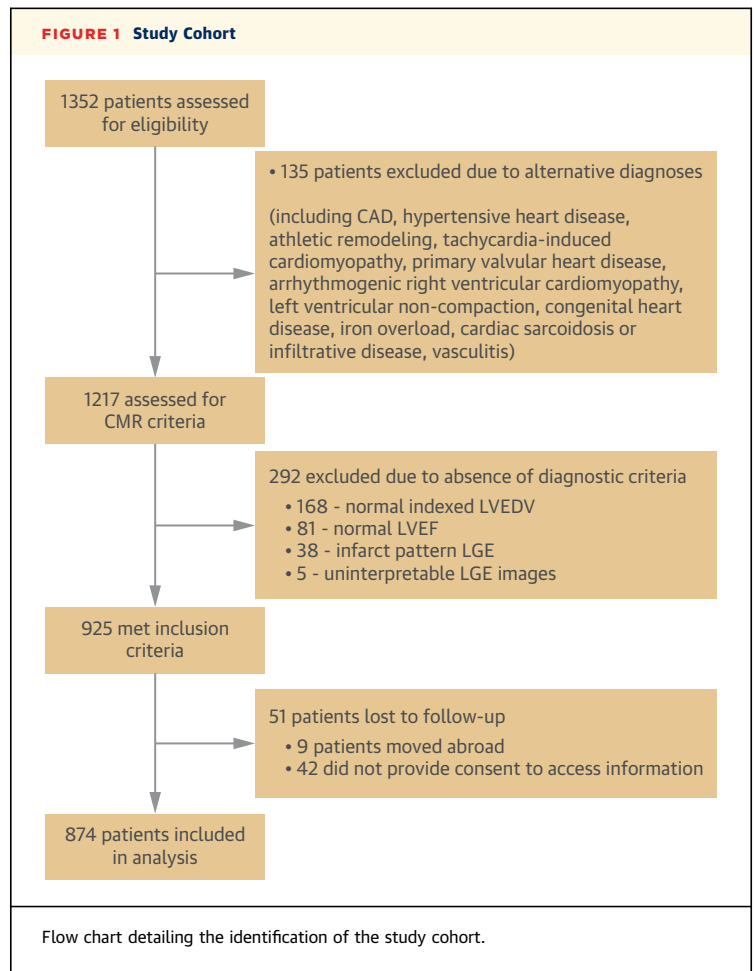 FIGURE 1 Study Cohort
1352 patients assessed
for eligibility
• 135 patients excluded due to alternative diagnoses
(including CAD, hypertensive heart disease,
athletic remodeling, tachycardia-induced
cardiomyopathy, primary valvular heart disease,
arrhythmogenic right ventricular cardiomyopathy,
left ventricular non-compaction, congenital heart
disease, iron overload, cardiac sarcoidosis or
infiltrative disease, vasculitis)
1217 assessed for
CMR criteria
292 excluded due to absence of diagnostic criteria
• 168 - normal indexed LVEDV
• 81 - normal LVEF
• 38 - infarct pattern LGE
• 5 - uninterpretable LGE images
925 met inclusion
criteria
51 patients lost to follow-up
• 9 patients moved abroad
• 42 did not provide consent to access information
874 patients included
in analysis
Flow chart detailing the identification of the study cohort.